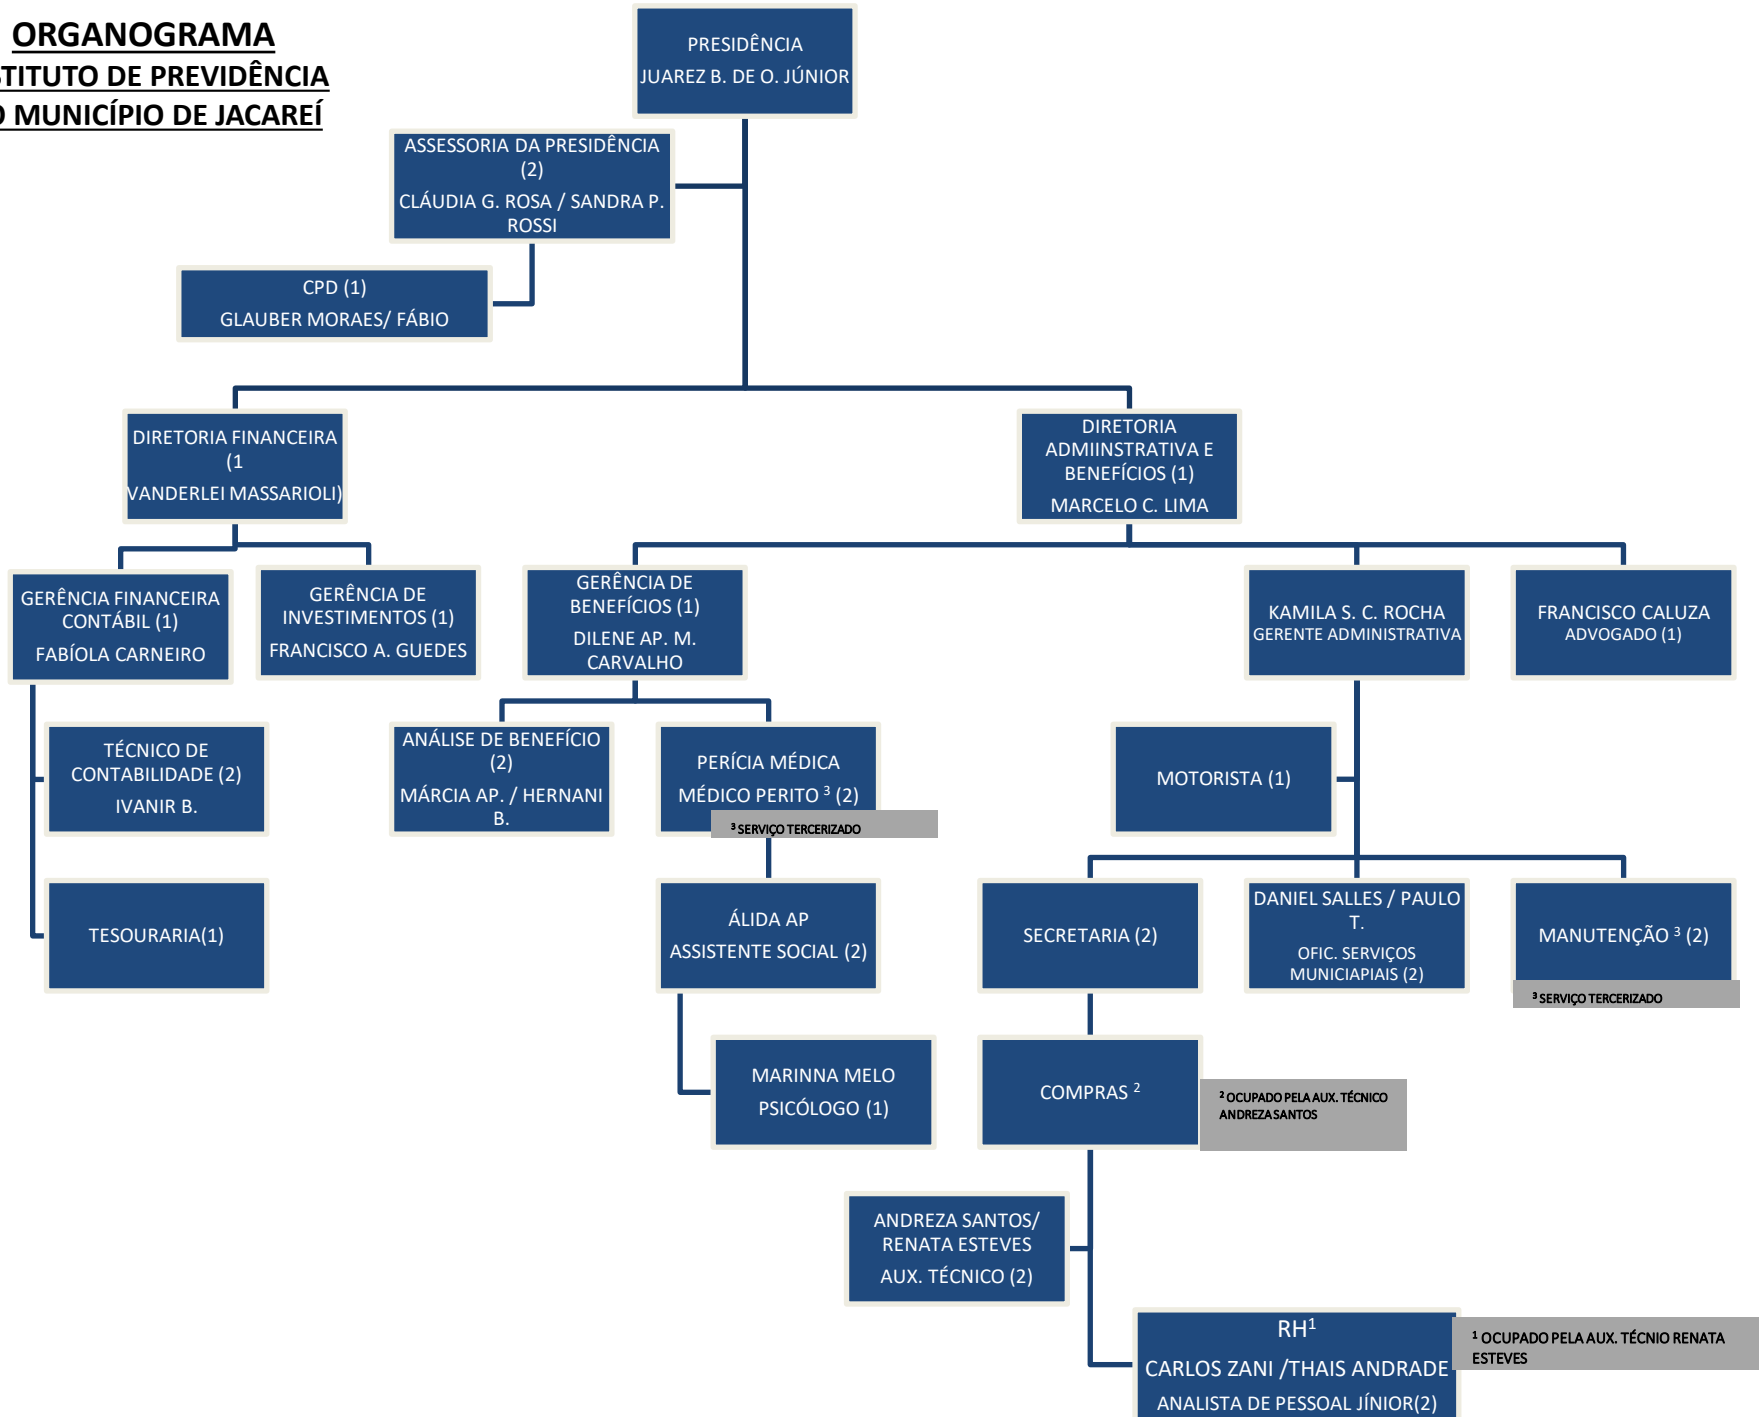 ORGANOGRAMA
STITUTO DE PREVIDÊNCIA
O MUNICÍPIO DE JACAREÍ
PRESIDÊNCIA
JUAREZ B. DE O. JÚNIOR
ASSESSORIA DA PRESIDÊNCIA
(2)
CLÁUDIA G. ROSA / SANDRA P.
ROSSI
CPD (1)
GLAUBER MORAES/ FÁBIO
DIRETORIA FINANCEIRA
(1
VANDERLEI MASSARIOLI)
DIRETORIA
ADMIINSTRATIVA E
BENEFÍCIOS (1)
MARCELO C. LIMA
GERÊNCIA FINANCEIRA
CONTÁBIL (1)
FABÍOLA CARNEIRO
GERÊNCIA DE
INVESTIMENTOS (1)
FRANCISCO A. GUEDES
GERÊNCIA DE
BENEFÍCIOS (1)
DILENE AP. M.
CARVALHO
KAMILA S. C. ROCHA
GERENTE ADMINISTRATIVA
FRANCISCO CALUZA
ADVOGADO (1)
TÉCNICO DE
CONTABILIDADE (2)
IVANIR B.
ANÁLISE DE BENEFÍCIO
(2)
MÁRCIA AP. / HERNANI
B.
PERÍCIA MÉDICA
MÉDICO PERITO ³ (2)
³ SERVIÇO TERCERIZADO
MOTORISTA (1)
TESOURARIA(1)
ÁLIDA AP
ASSISTENTE SOCIAL (2)
SECRETARIA (2)
DANIEL SALLES / PAULO
T.
OFIC. SERVIÇOS
MUNICIAPIAIS (2)
MANUTENÇÃO ³ (2)
³ SERVIÇO TERCERIZADO
MARINNA MELO
PSICÓLOGO (1)
COMPRAS ²
² OCUPADO PELA AUX. TÉCNICO
ANDREZA SANTOS
ANDREZA SANTOS/
RENATA ESTEVES
AUX. TÉCNICO (2)
RH¹
CARLOS ZANI /THAIS ANDRADE
ANALISTA DE PESSOAL JÍNIOR(2)
¹ OCUPADO PELA AUX. TÉCNIO RENATA
ESTEVES